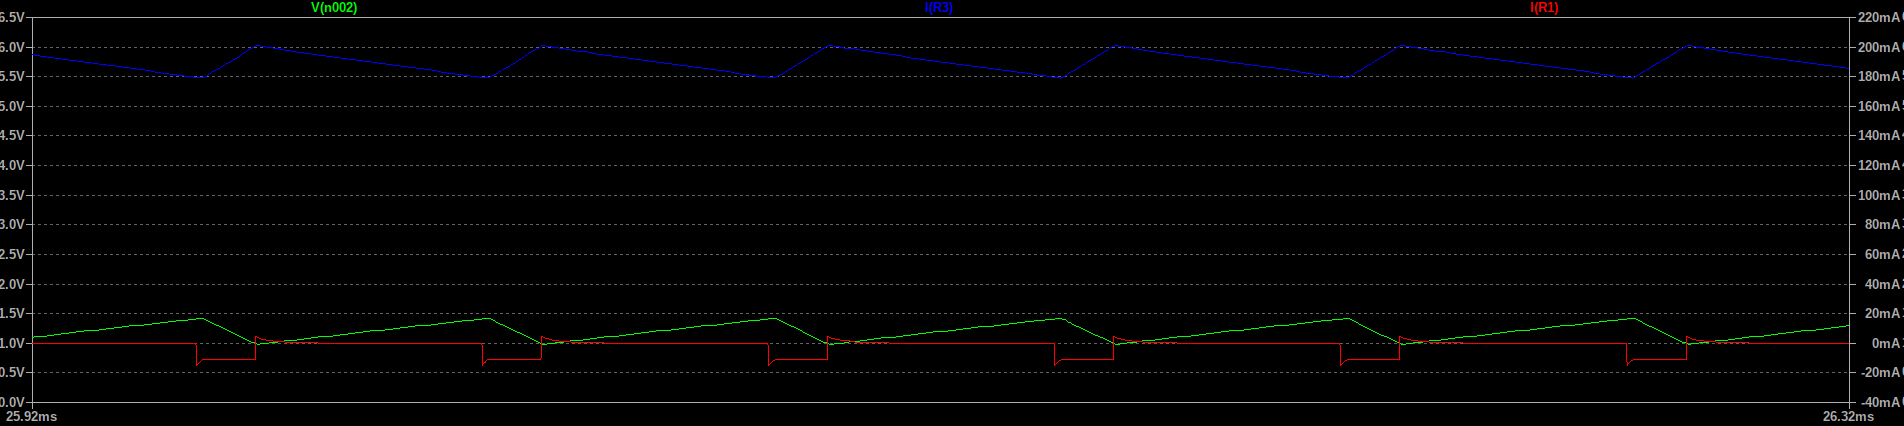 V(n002) I(R3) I(R1)
6.5V 220mA
6.0V 200mA
5.5V 180mA
5.0V 160mA
4.5V 140mA
4.0V 120mA
3.5V 100mA
3.0V 80mA
2.5V 60mA
2.0V 40mA
1.5V 20mA
1.0V 0mA
0.5V -20mA
0.0V -40mA
25.92ms 26.32ms